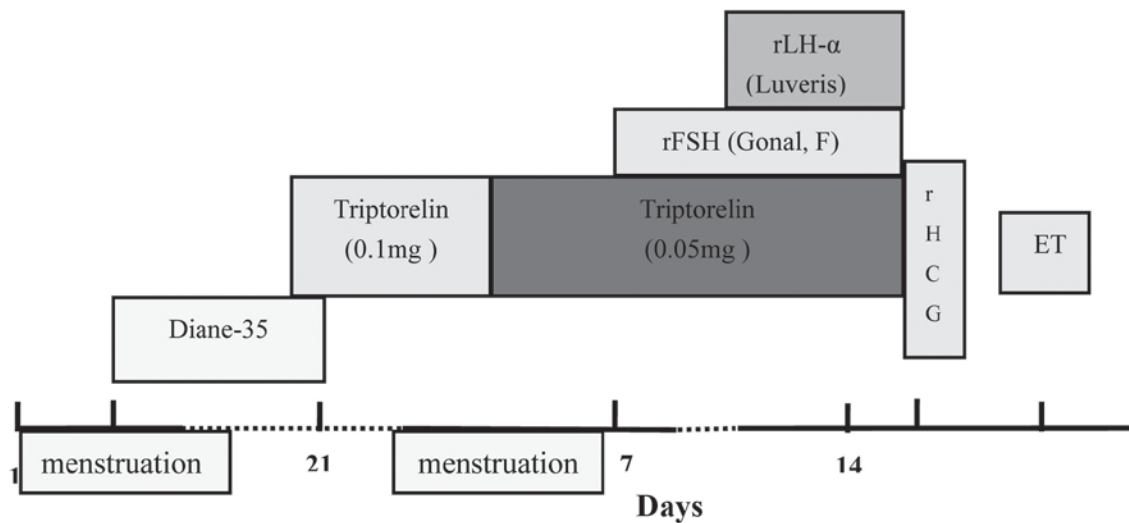 rLH-α
(Luveris)
rFSH (Gonal, F)
Triptorelin
(0.1mg )
Triptorelin
(0.05mg )
r
H
C
G
ET
Diane-35
1
menstruation
21
menstruation
7
14
Days